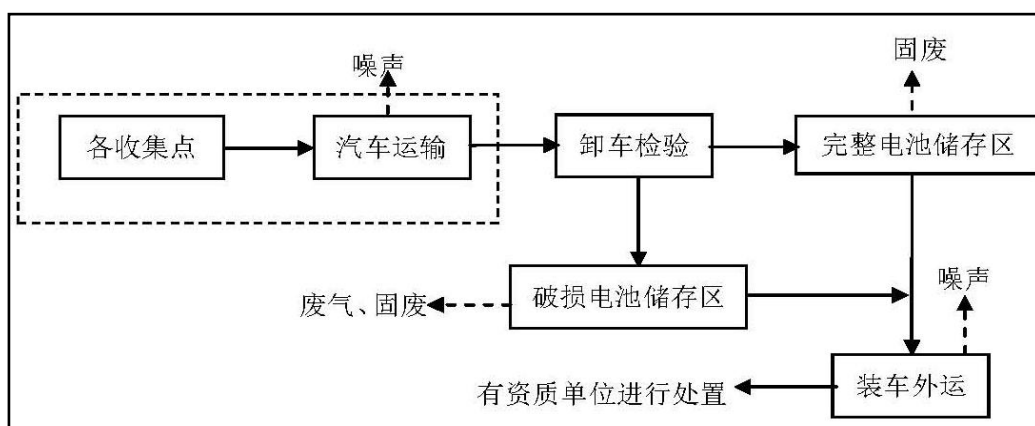 固废
噪声
各收集点
汽车运输
卸车检验
完整电池储存区
噪声
废气、固废
破损电池储存区
有资质单位进行处置
装车外运